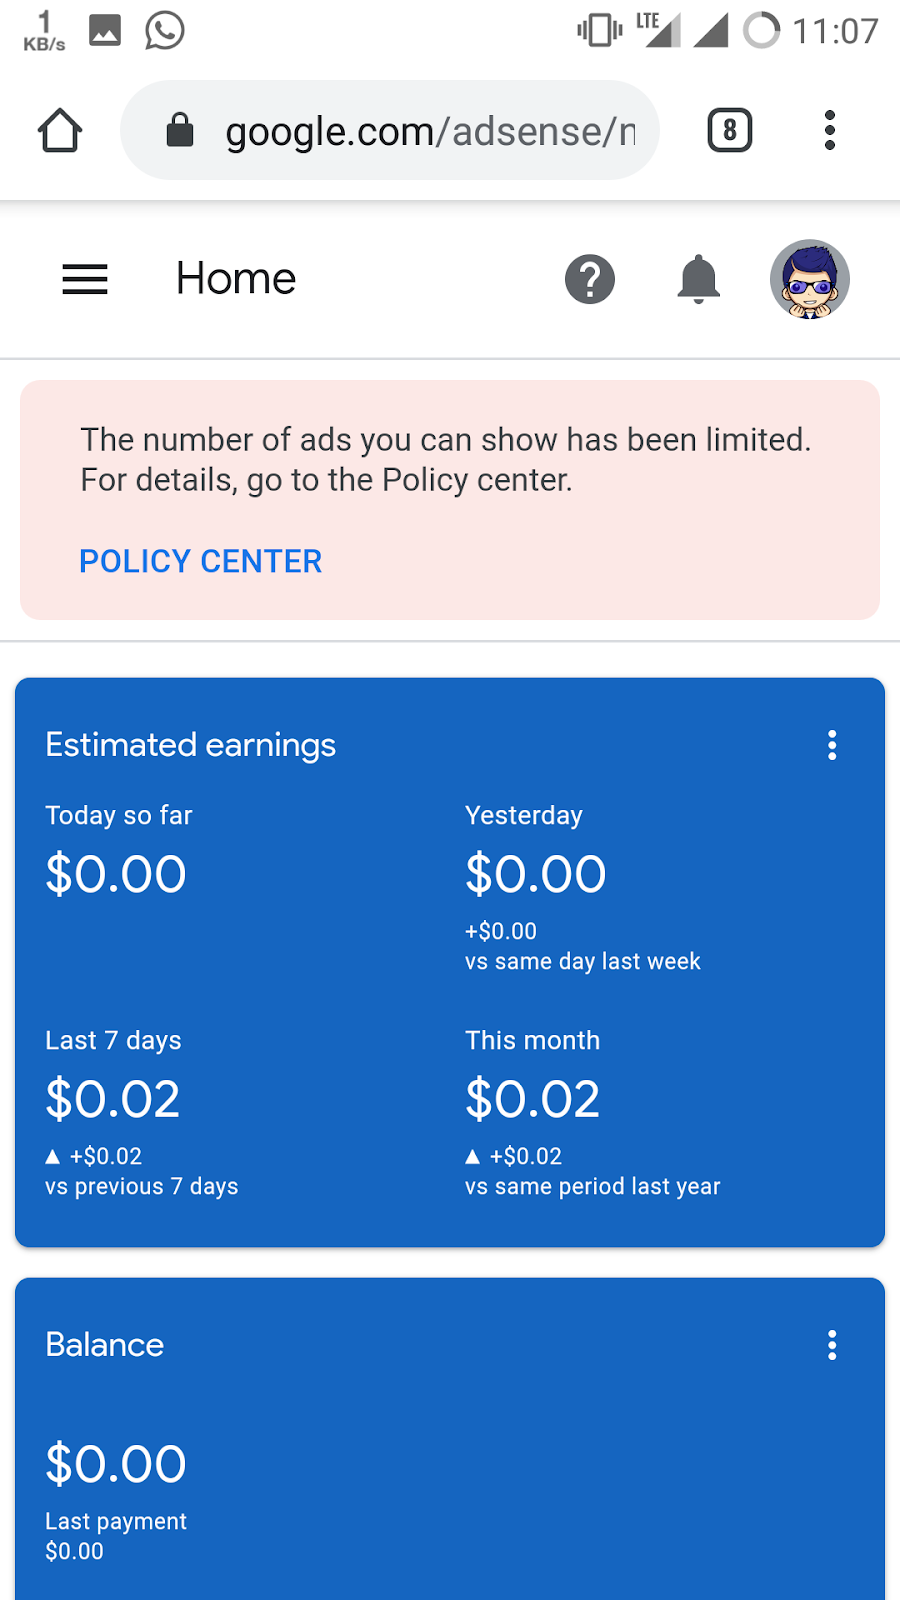 1
KB/s
LTE
11:07
google.com/adsense/n
8
Home
The number of ads you can show has been limited.
For details, go to the Policy center.
POLICY CENTER
Estimated earnings
Today so far
$0.00
Yesterday
$0.00
+$0.00
vs same day last week
Last 7 days
$0.02
▲ +$0.02
vs previous 7 days
This month
$0.02
▲ +$0.02
vs same period last year
Balance
$0.00
Last payment
$0.00